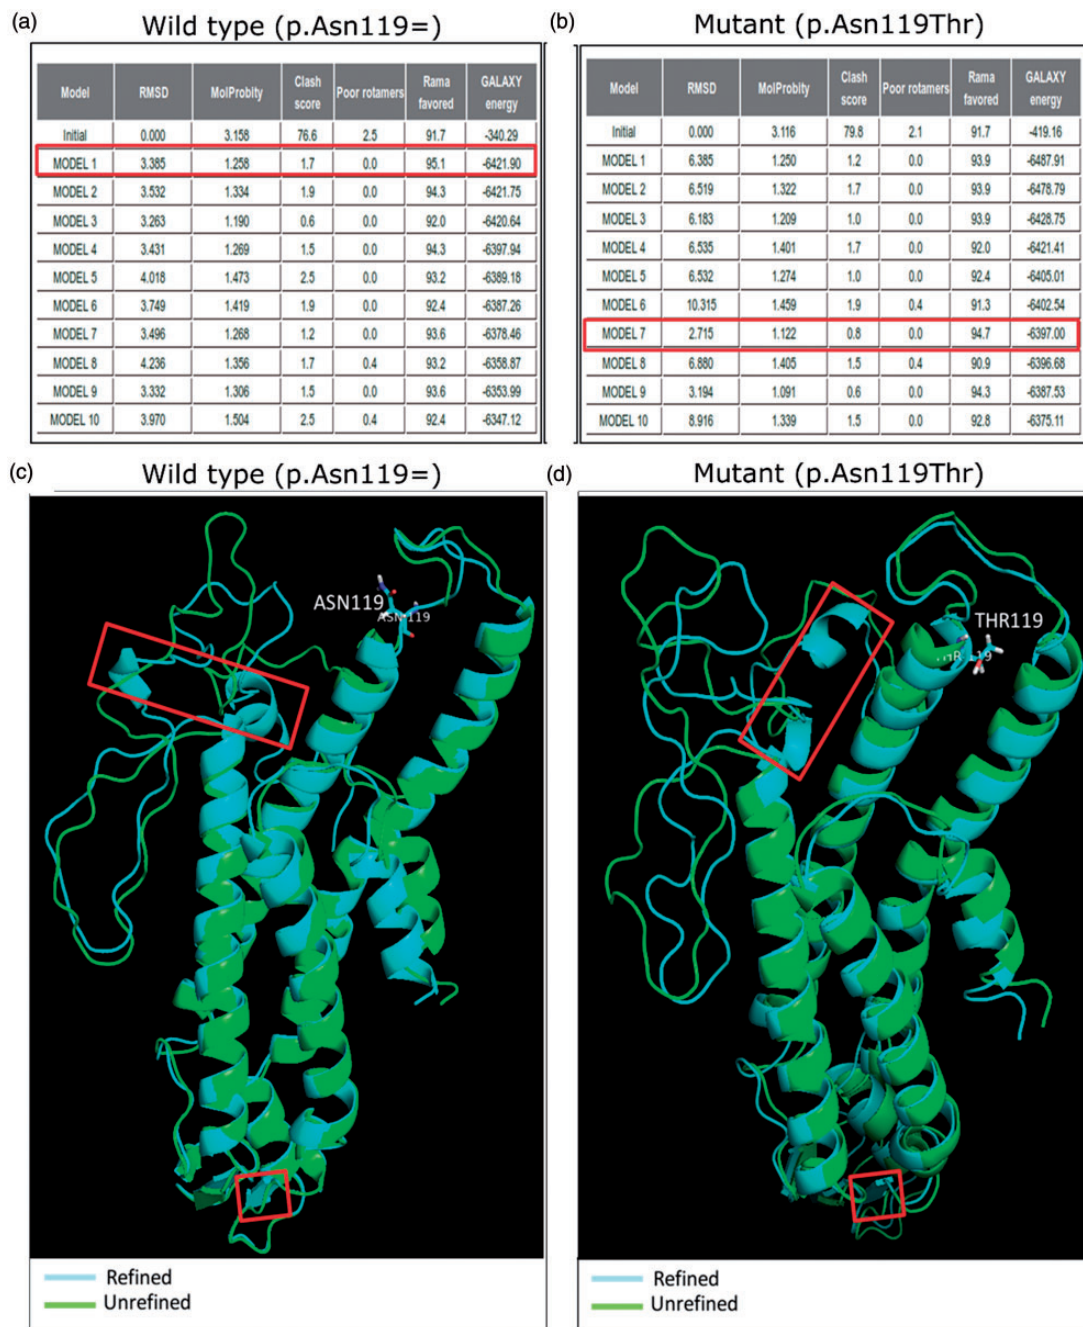 (a) Wild type (p.Asn119=)
Model RMSD MolProbity Clash score Poor rotamers Rama favored GALAXY energy
Initial 0.000 3.158 76.6 2.5 91.7 -340.29
MODEL 1 3.385 1.258 1.7 0.0 95.1 -6421.90
MODEL 2 3.532 1.334 1.9 0.0 94.3 -6421.75
MODEL 3 3.263 1.190 0.6 0.0 92.0 -6420.64
MODEL 4 3.431 1.269 1.5 0.0 94.3 -6397.94
MODEL 5 4.018 1.473 2.5 0.0 93.2 -6389.18
MODEL 6 3.749 1.419 1.9 0.0 92.4 -6387.26
MODEL 7 3.496 1.268 1.2 0.0 93.6 -6378.46
MODEL 8 4.236 1.356 1.7 0.4 93.2 -6358.87
MODEL 9 3.332 1.306 1.5 0.0 93.6 -6353.99
MODEL 10 3.970 1.504 2.5 0.4 92.4 -6347.12
(b) Mutant (p.Asn119Thr)
Model RMSD MolProbity Clash score Poor rotamers Rama favored GALAXY energy
Initial 0.000 3.116 79.8 2.1 91.7 -419.16
MODEL 1 6.385 1.250 1.2 0.0 93.9 -6487.91
MODEL 2 6.519 1.322 1.7 0.0 93.9 -6478.79
MODEL 3 6.183 1.209 1.0 0.0 93.9 -6428.75
MODEL 4 6.535 1.401 1.7 0.0 92.0 -6421.41
MODEL 5 6.532 1.274 1.0 0.0 92.4 -6405.01
MODEL 6 10.315 1.459 1.9 0.4 91.3 -6402.54
MODEL 7 2.715 1.122 0.8 0.0 94.7 -6397.00
MODEL 8 6.880 1.405 1.5 0.4 90.9 -6396.68
MODEL 9 3.194 1.091 0.6 0.0 94.3 -6387.53
MODEL 10 8.916 1.339 1.5 0.0 92.8 -6375.11
(c) Wild type (p.Asn119=)
ASN119
ASN119
Refined
Unrefined
(d) Mutant (p.Asn119Thr)
THR119
Refined
Unrefined